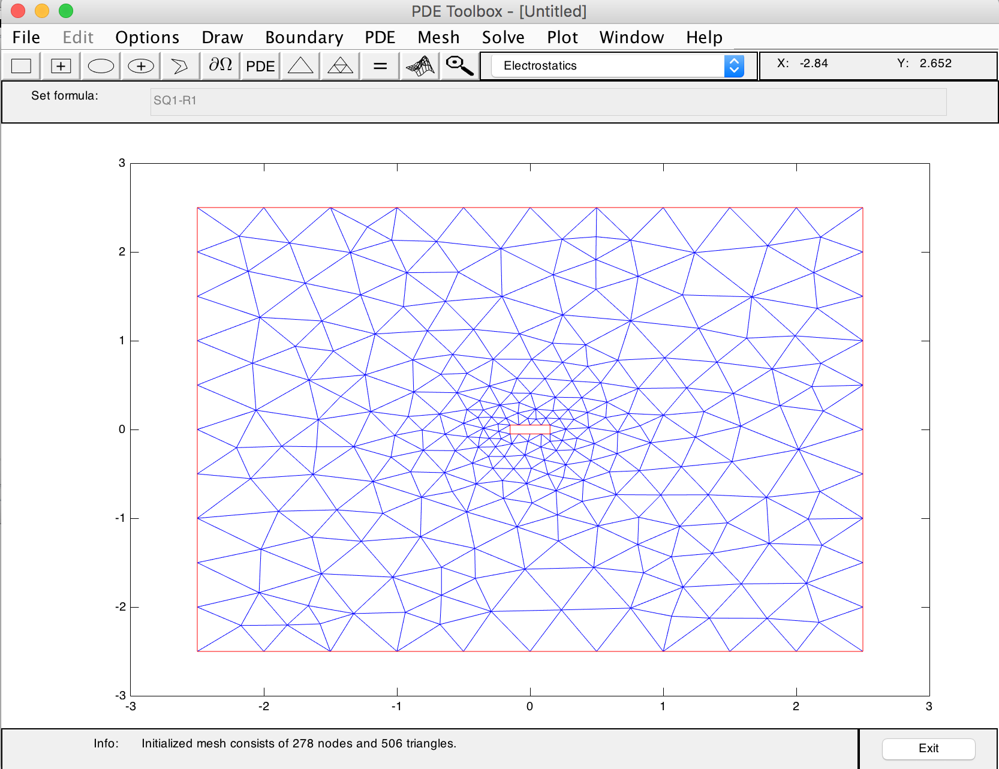 PDE Toolbox - [Untitled]
File Edit Options Draw Boundary PDE Mesh Solve Plot Window Help
∂Ω PDE = Electrostatics X: -2.84 Y: 2.652
Set formula: SQ1-R1
3
2
1
0
-1
-2
-3
-3 -2 -1 0 1 2 3
Info: Initialized mesh consists of 278 nodes and 506 triangles.
Exit